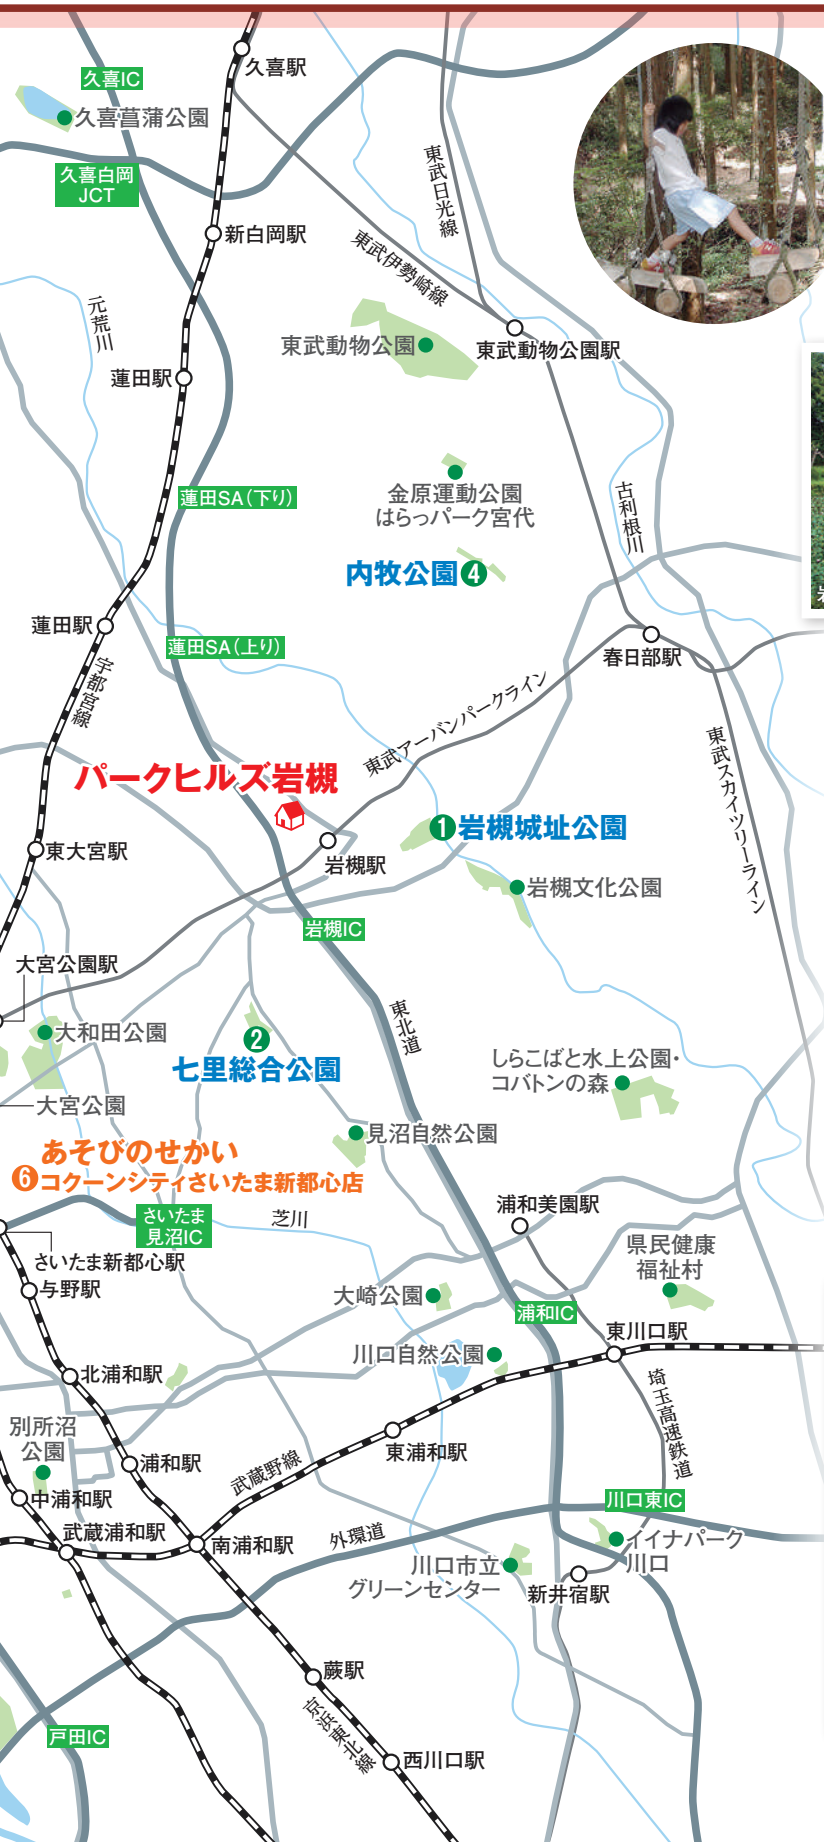 久喜駅
久喜IC
久喜菖蒲公園
東武日光線
久喜白岡
JCT
新白岡駅
東武伊勢崎線
元荒川
東武動物公園
東武動物公園駅
蓮田駅
蓮田SA（下り）
金原運動公園
はらっパーク宮代
古利根川
内牧公園④
蓮田駅
蓮田SA（上り）
春日部駅
宇都宮線
東武アーバンパークライン
東武スカイツリーライン
パークヒルズ岩槻
①岩槻城址公園
東大宮駅
岩槻駅
岩槻文化公園
岩槻IC
大宮公園駅
東北道
大和田公園
②
七里総合公園
しらこばと水上公園・
コバトンの森
大宮公園
見沼自然公園
あそびのせかい
⑥コクーンシティさいたま新都心店
さいたま
見沼IC
芝川
浦和美園駅
さいたま新都心駅
県民健康
福祉村
与野駅
大崎公園
浦和IC
東川口駅
川口自然公園
北浦和駅
埼玉高速鉄道
別所沼
公園
東浦和駅
浦和駅
武蔵野線
中浦和駅
川口東IC
武蔵浦和駅
南浦和駅
外環道
イイナパーク
川口
川口市立
グリーンセンター
新井宿駅
蕨駅
京浜東北線
戸田IC
西川口駅